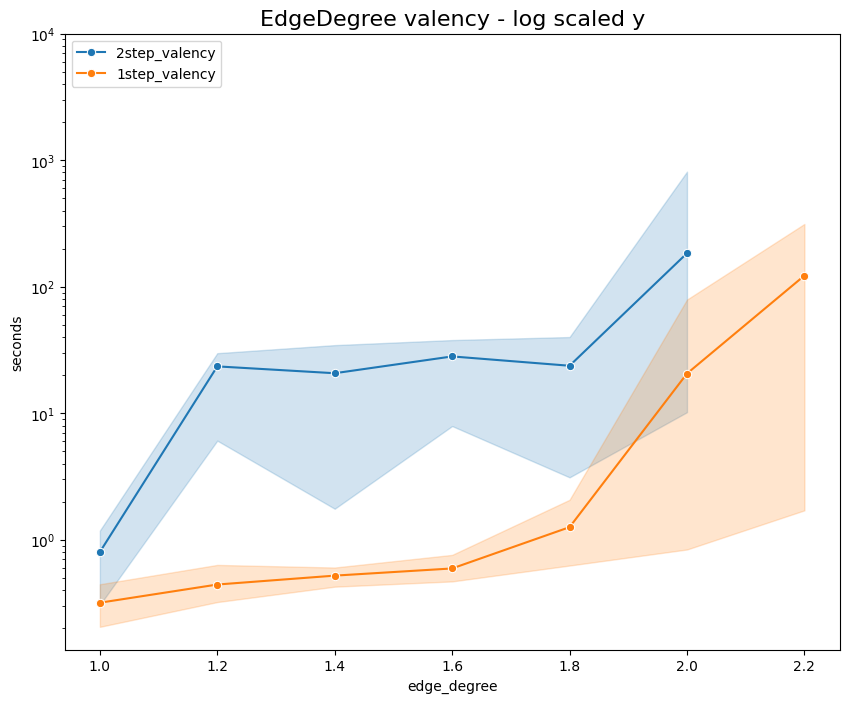 EdgeDegree valency - log scaled y
2step_valency
1step_valency
10^4
10^3
10^2
10^1
10^0
seconds
1.0 1.2 1.4 1.6 1.8 2.0 2.2
edge_degree